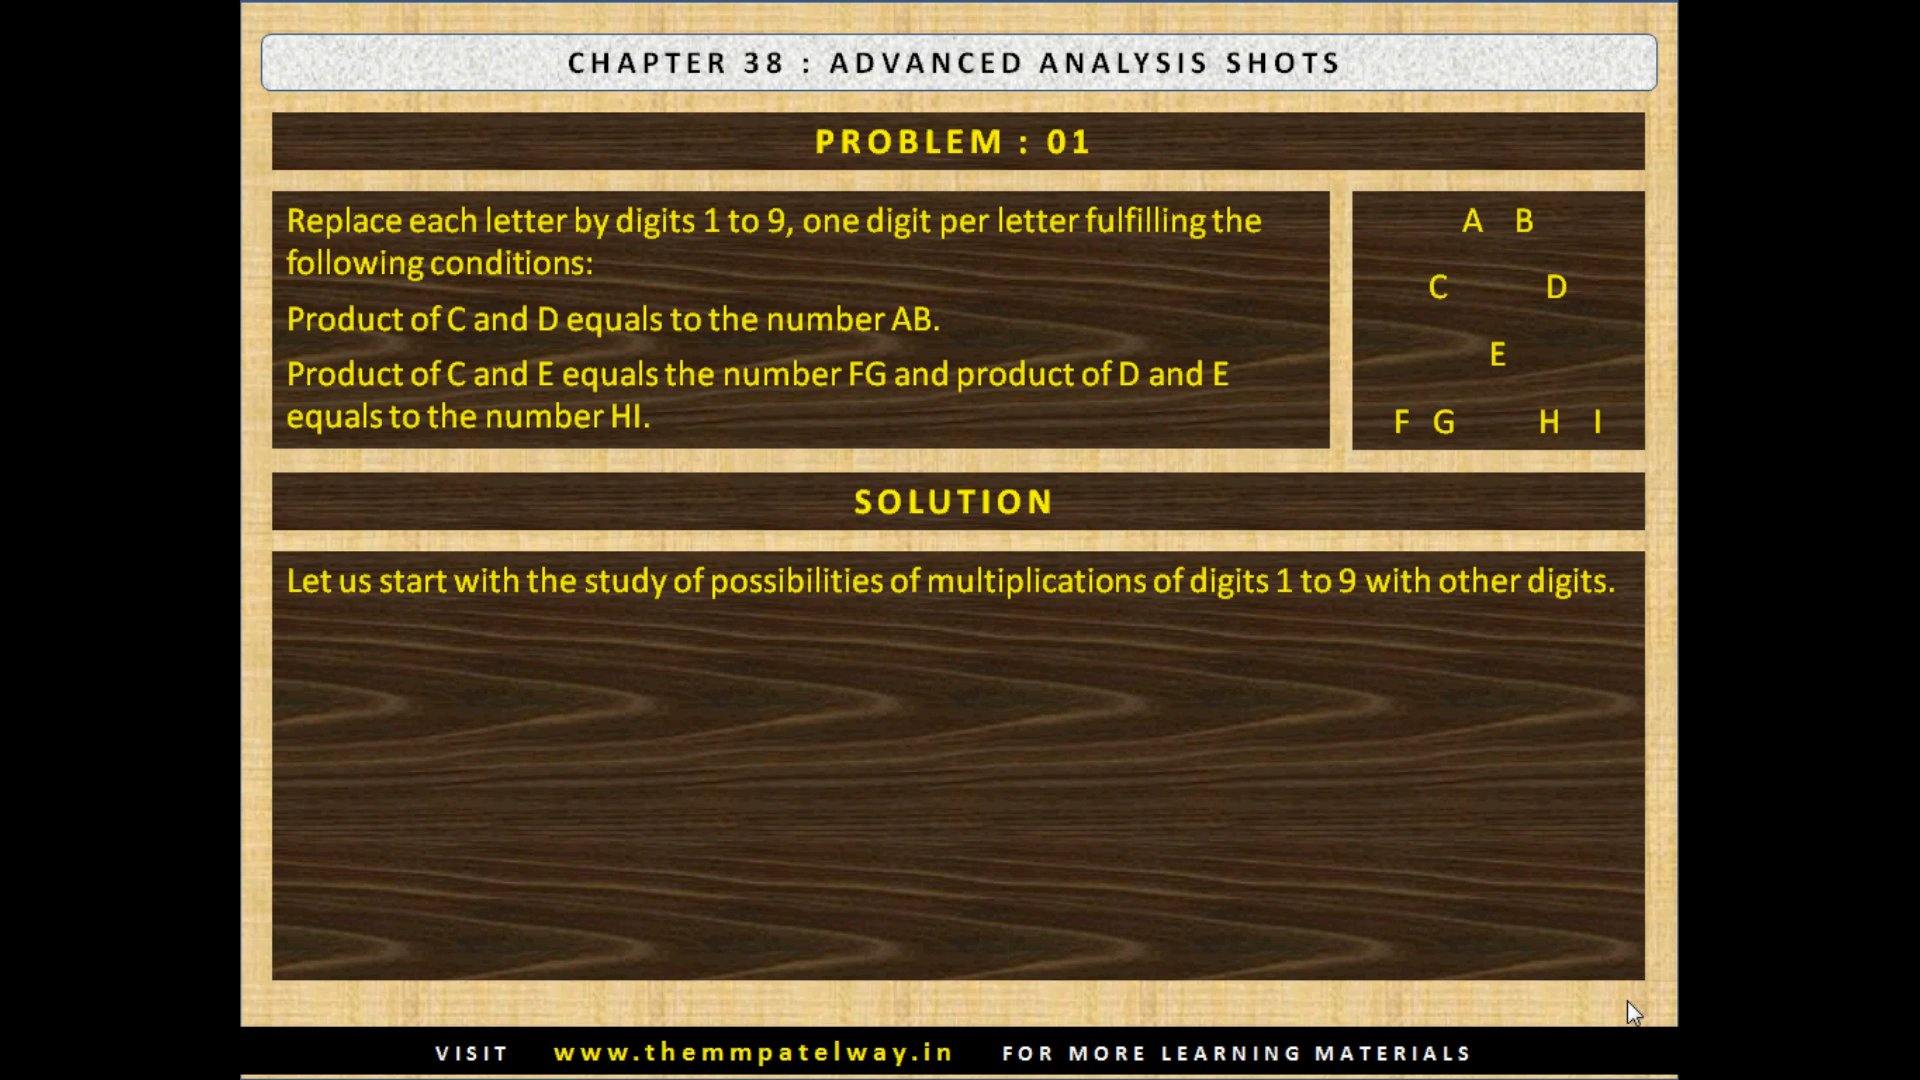 CHAPTER 38 : ADVANCED ANALYSIS SHOTS
PROBLEM : 01
Replace each letter by digits 1 to 9, one digit per letter fulfilling the
following conditions:
Product of C and D equals to the number AB.
Product of C and E equals the number FG and product of D and E
equals to the number HI.
A B
C D
E
F G H I
SOLUTION
Let us start with the study of possibilities of multiplications of digits 1 to 9 with other digits.
VISIT www.themmpatelway.in FOR MORE LEARNING MATERIALS